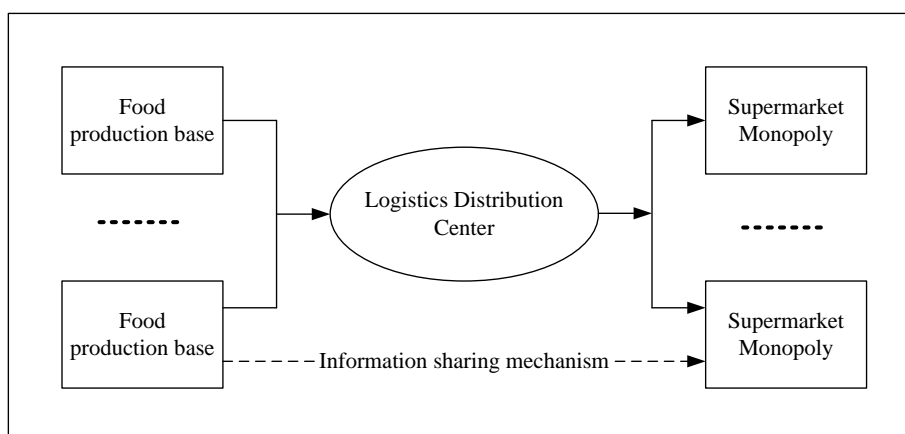 Food
production base
Supermarket
Monopoly
Logistics Distribution
Center
Food
production base
Supermarket
Monopoly
Information sharing mechanism